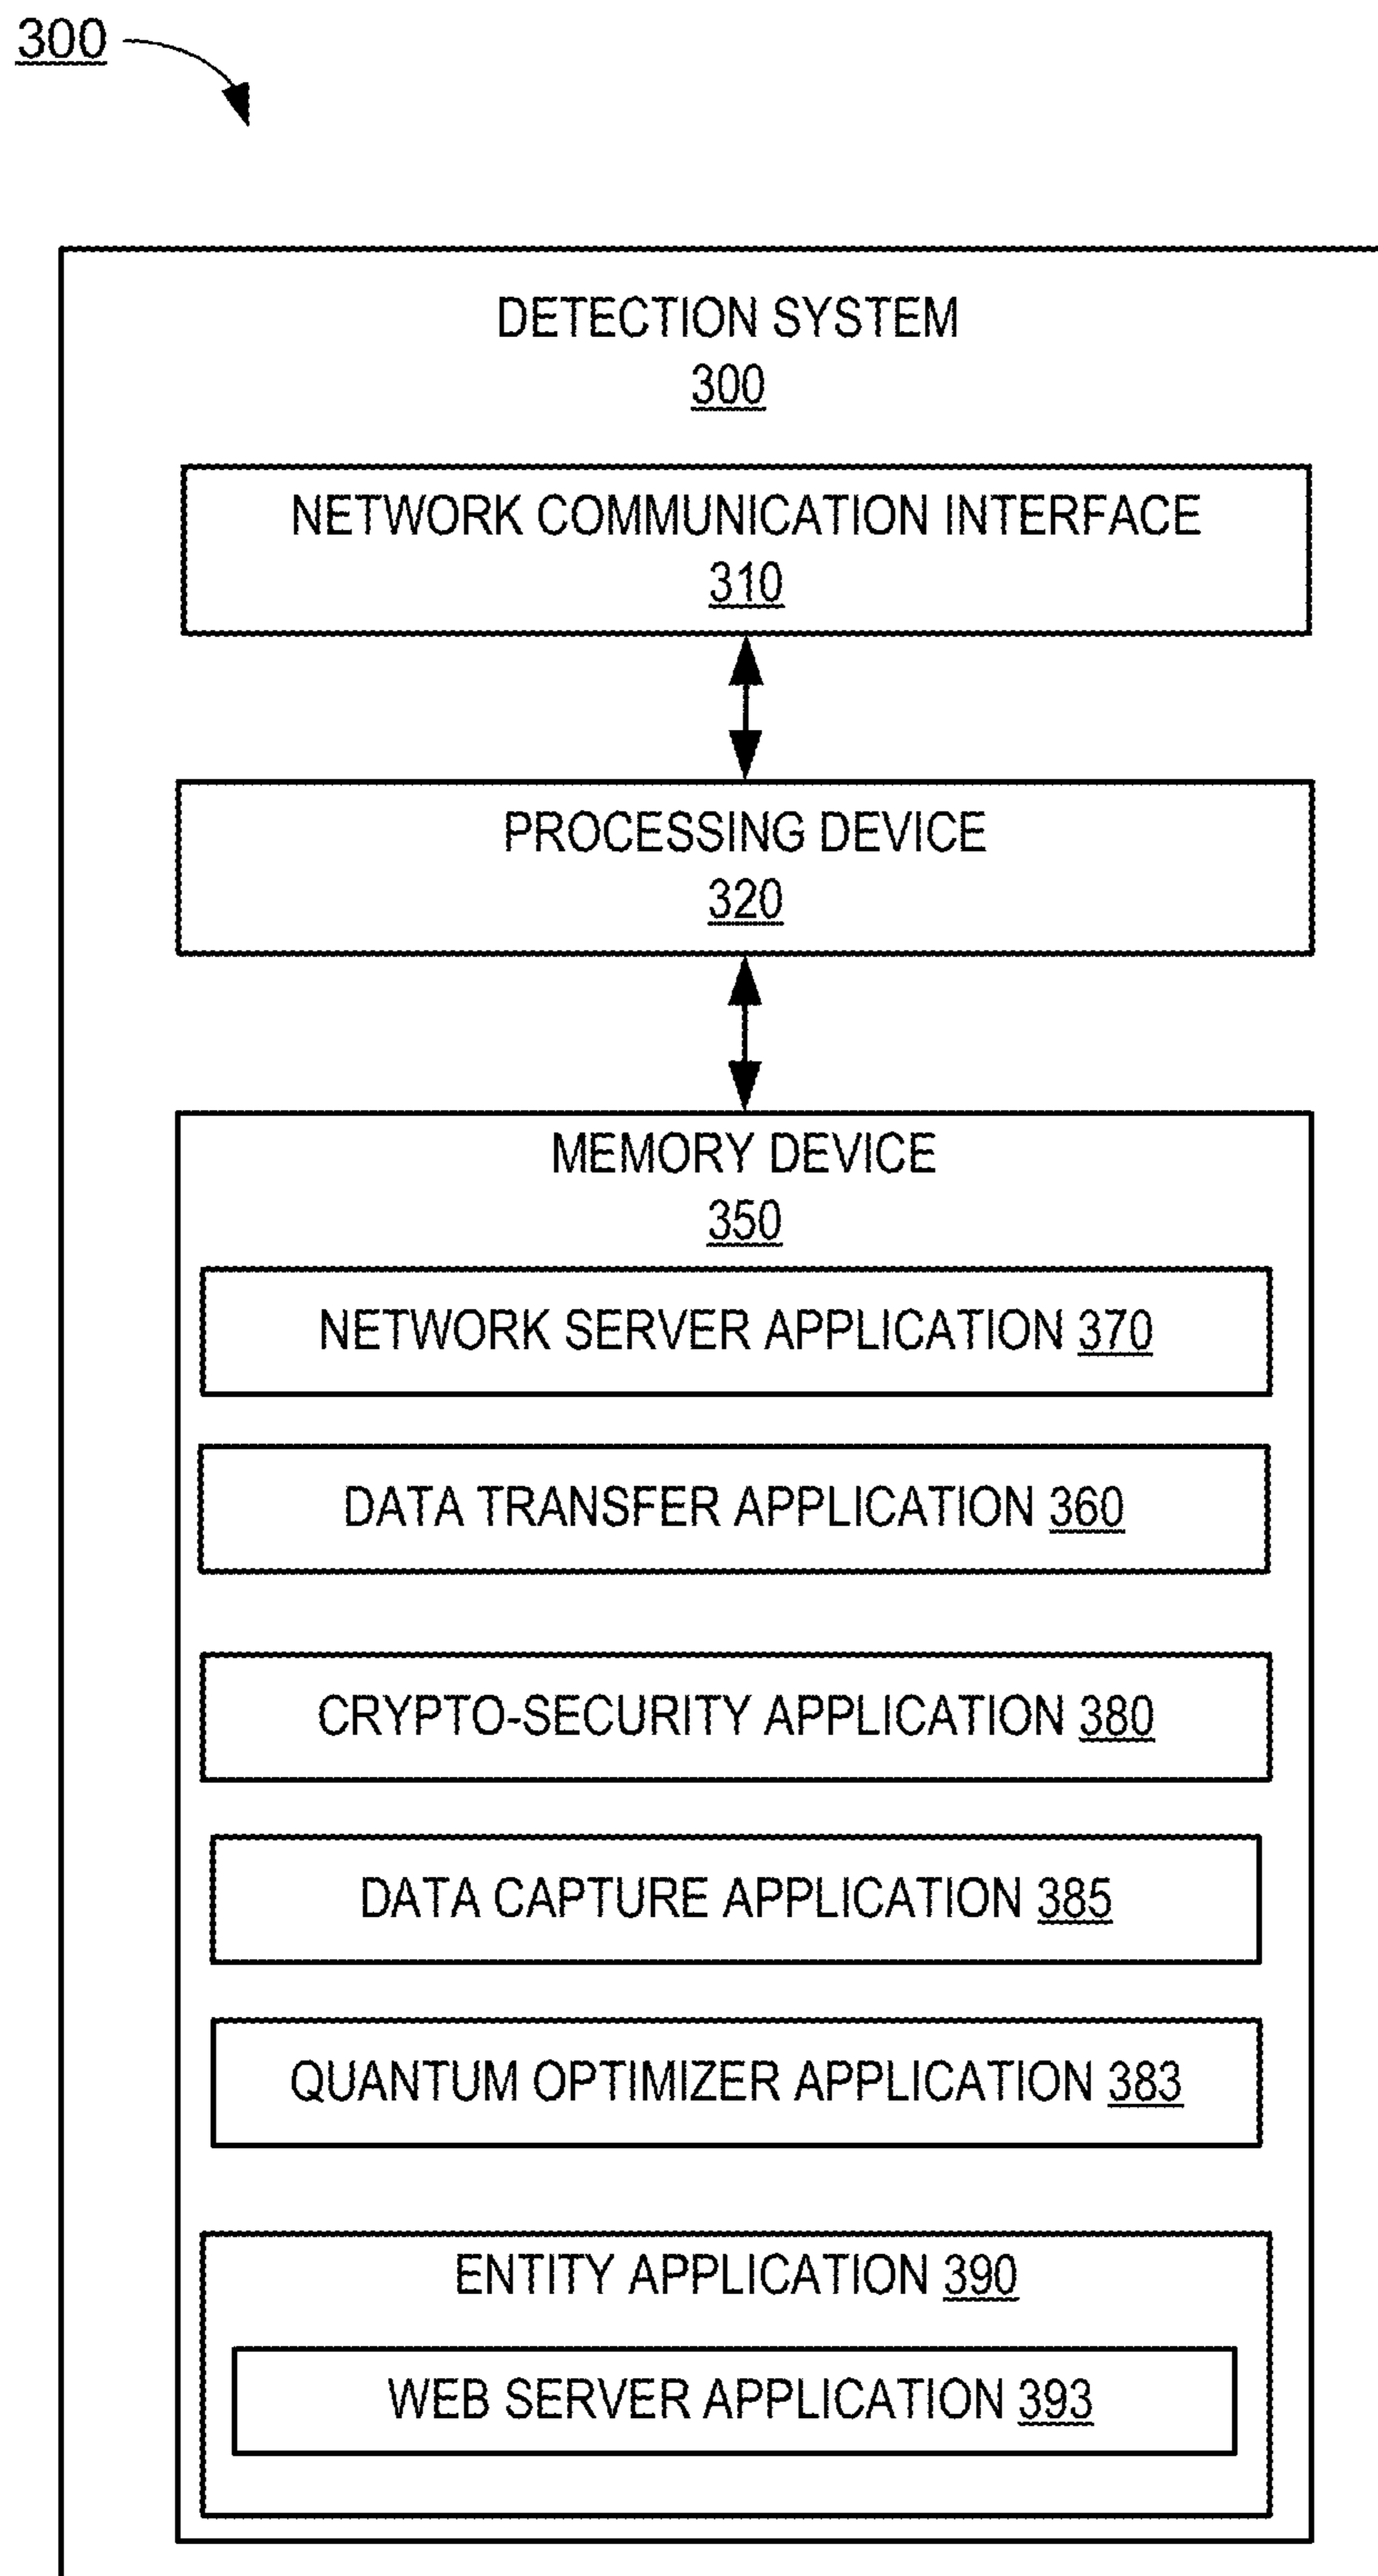 300
DETECTION SYSTEM
300
NETWORK COMMUNICATION INTERFACE
310
PROCESSING DEVICE
320
MEMORY DEVICE
350
NETWORK SERVER APPLICATION 370
DATA TRANSFER APPLICATION 360
CRYPTO-SECURITY APPLICATION 380
DATA CAPTURE APPLICATION 385
QUANTUM OPTIMIZER APPLICATION 383
ENTITY APPLICATION 390
WEB SERVER APPLICATION 393